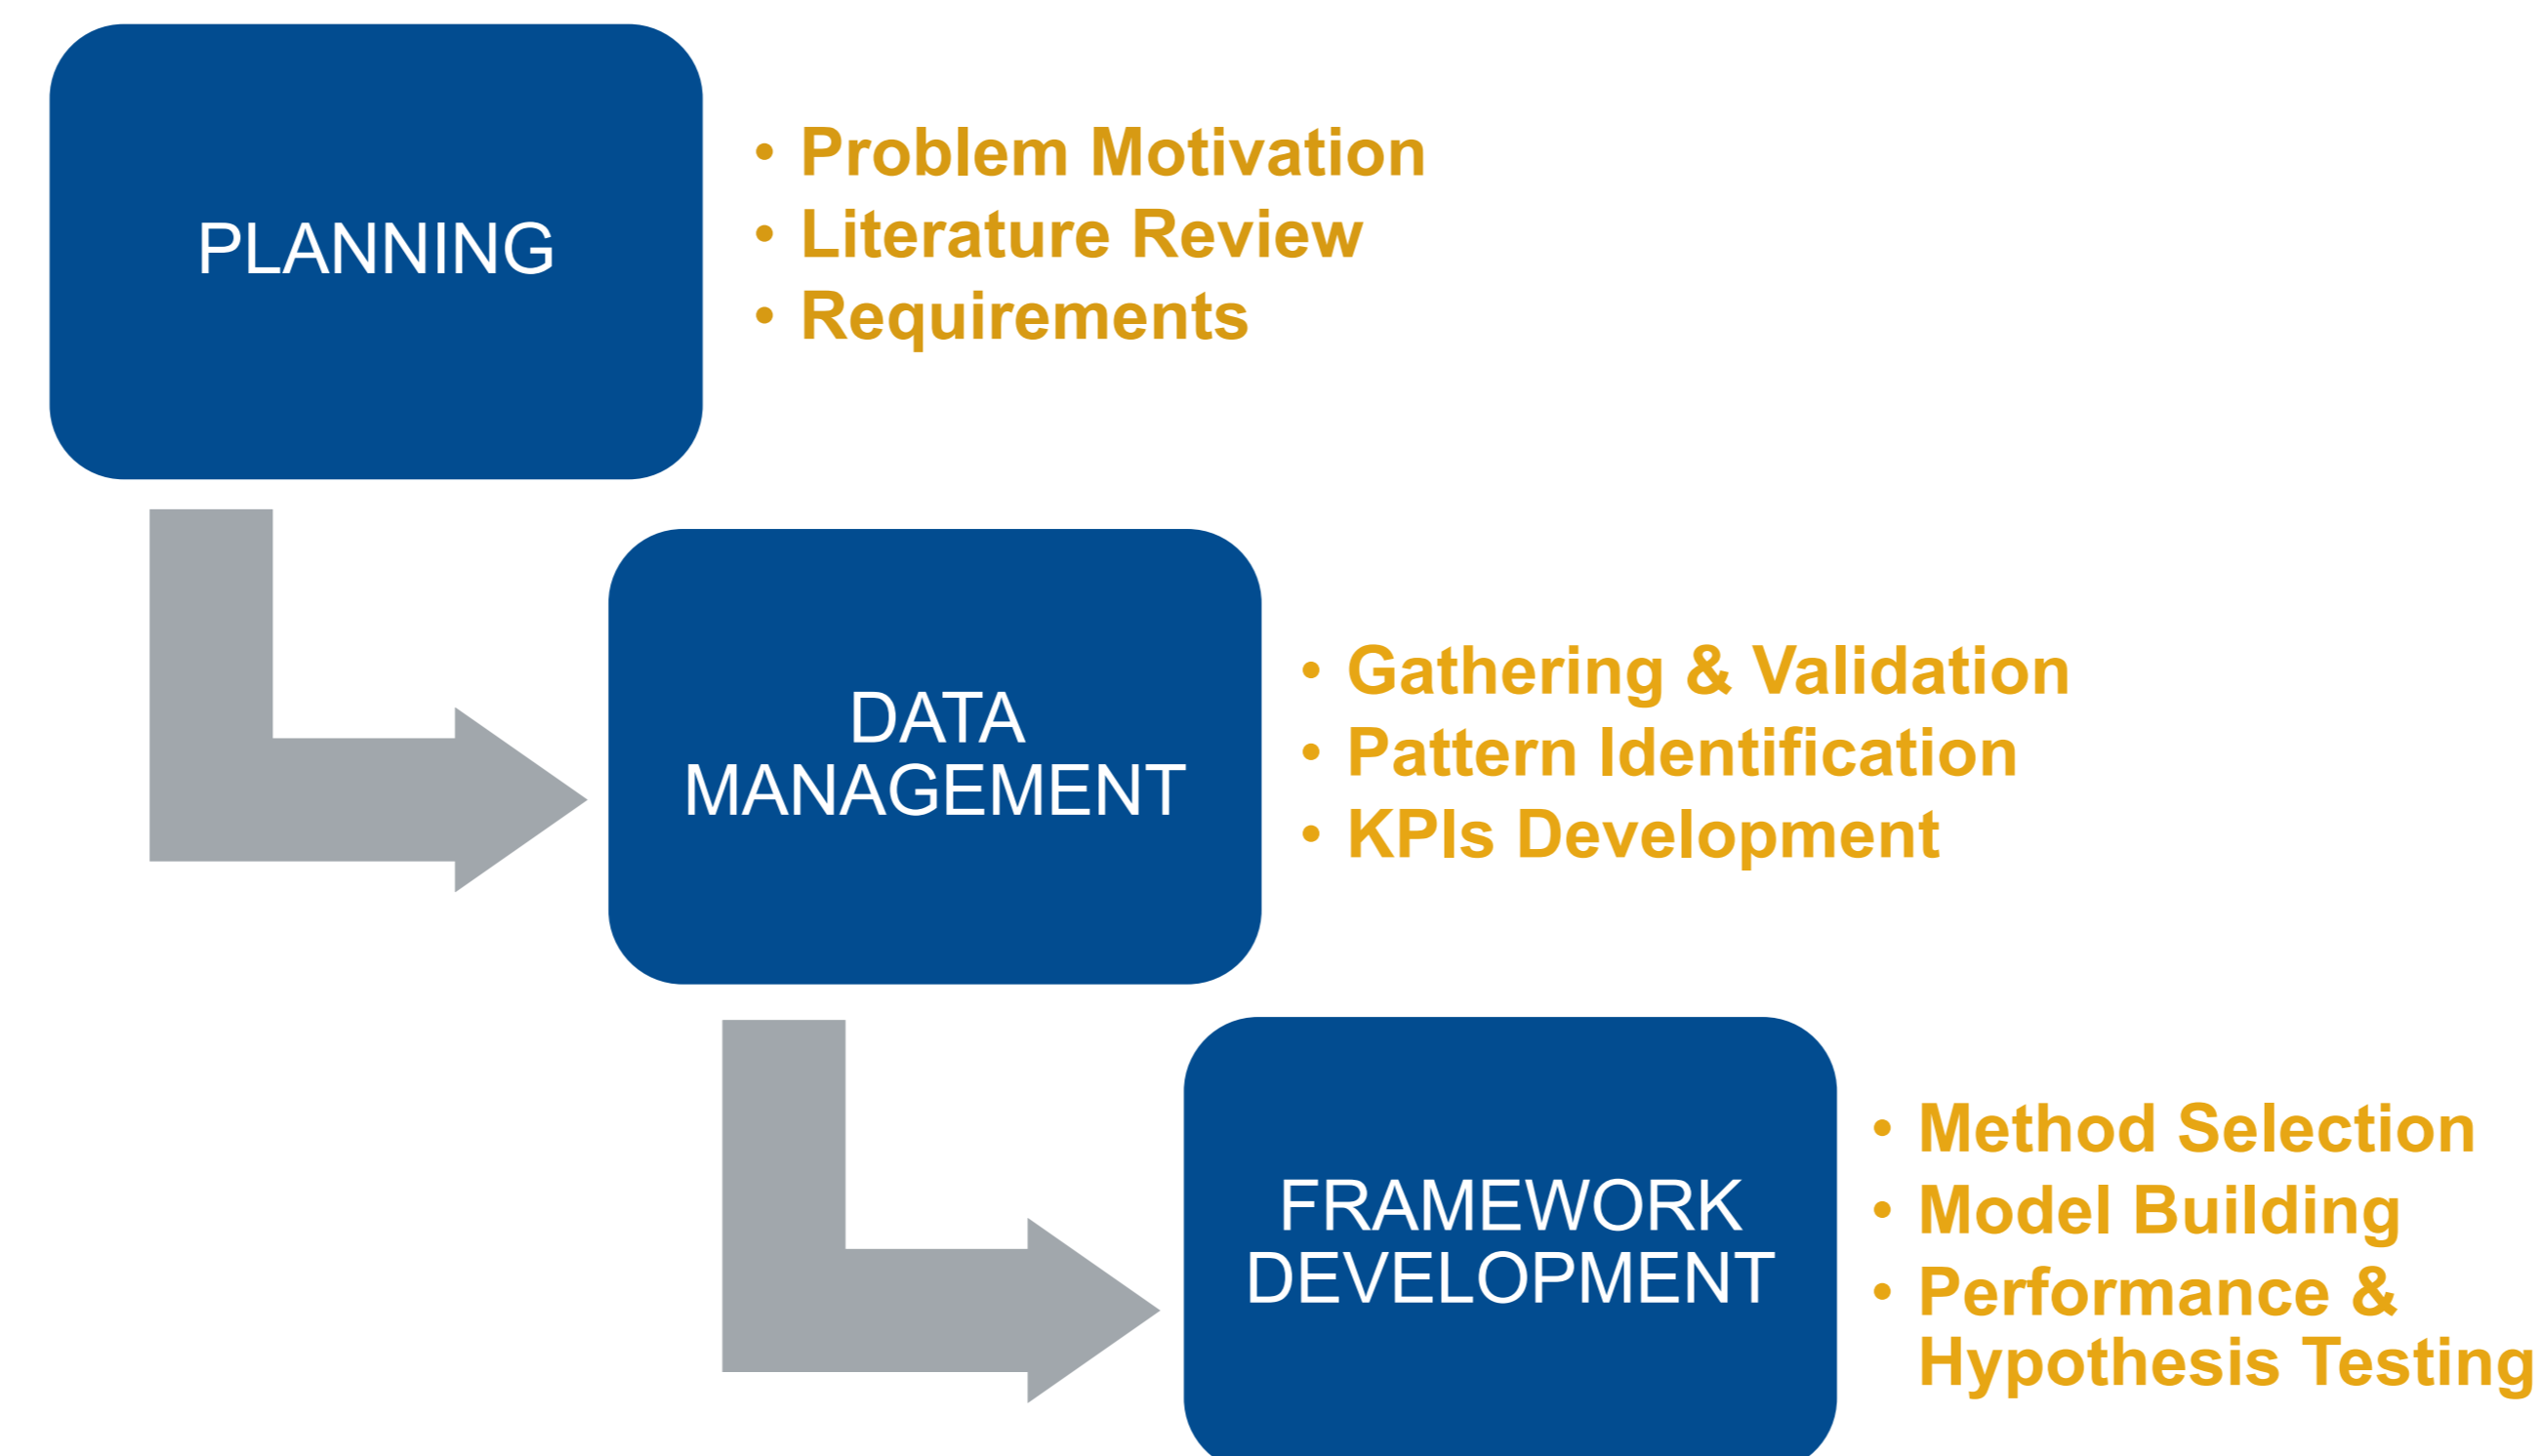 PLANNING
• Problem Motivation
• Literature Review
• Requirements
DATA
MANAGEMENT
• Gathering & Validation
• Pattern Identification
• KPIs Development
FRAMEWORK
DEVELOPMENT
• Method Selection
• Model Building
• Performance &
Hypothesis Testing